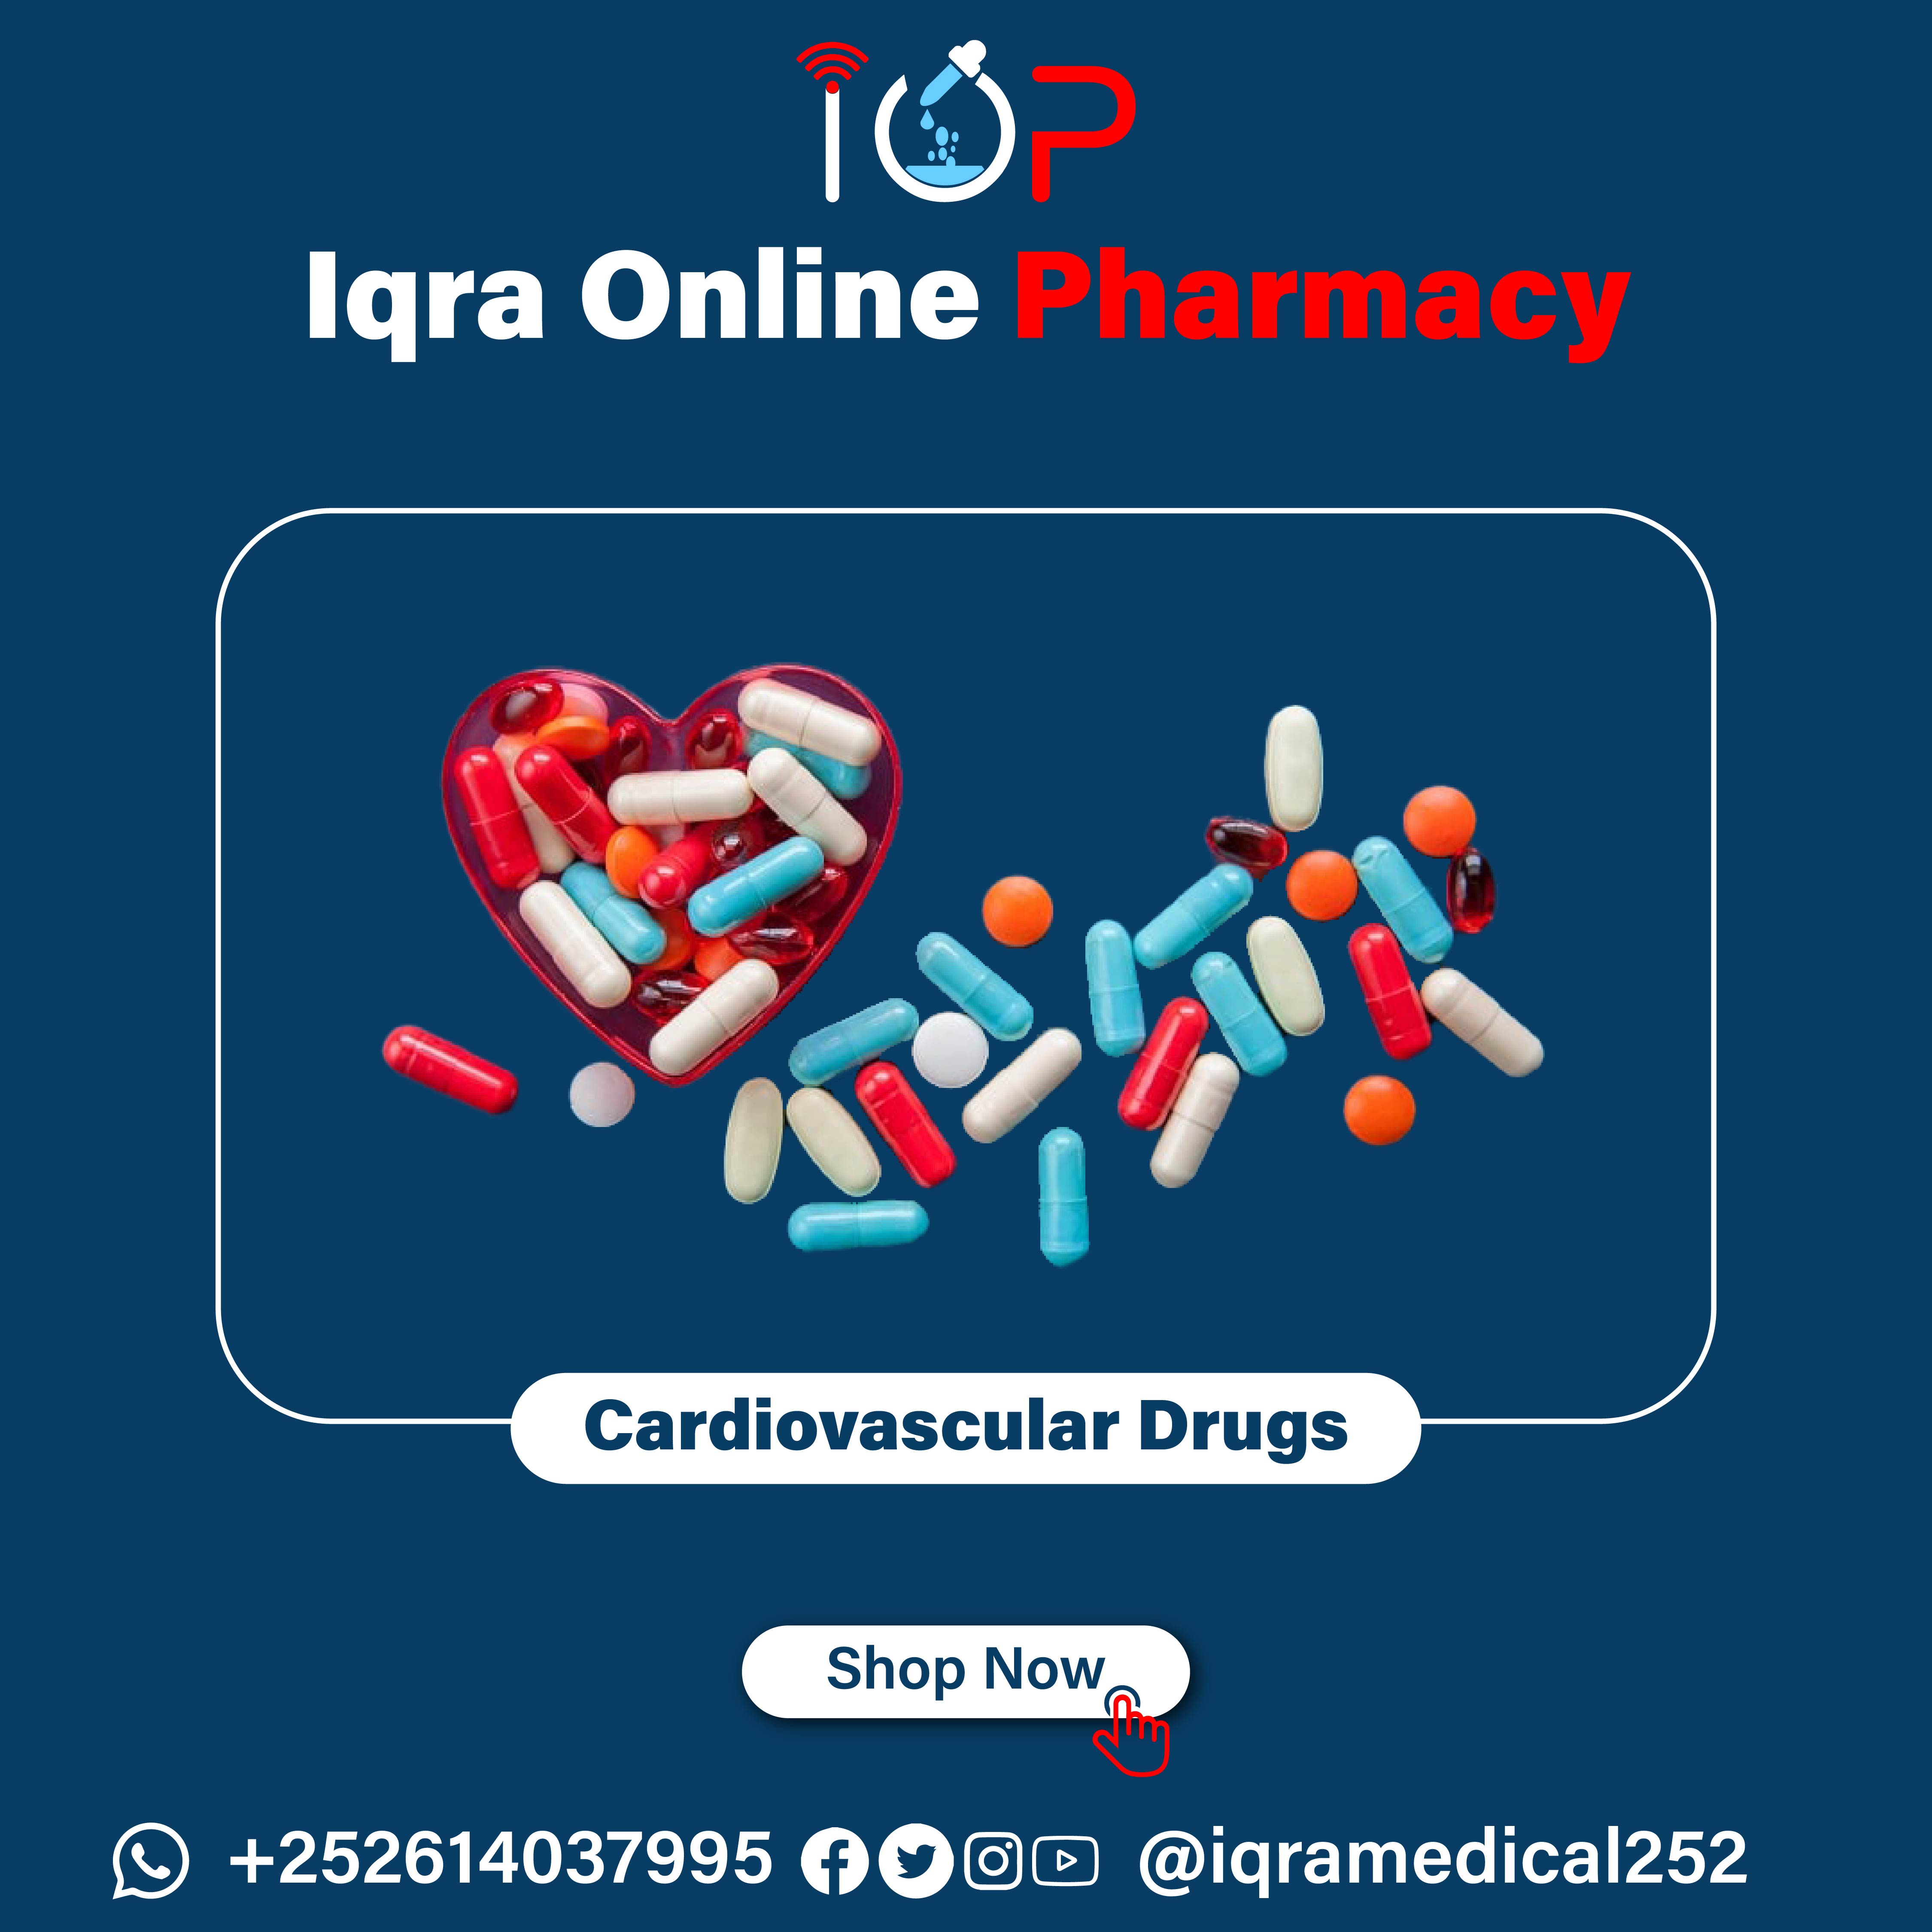 IOP
Iqra Online Pharmacy
Cardiovascular Drugs
Shop Now
+252614037995 @iqramedical252